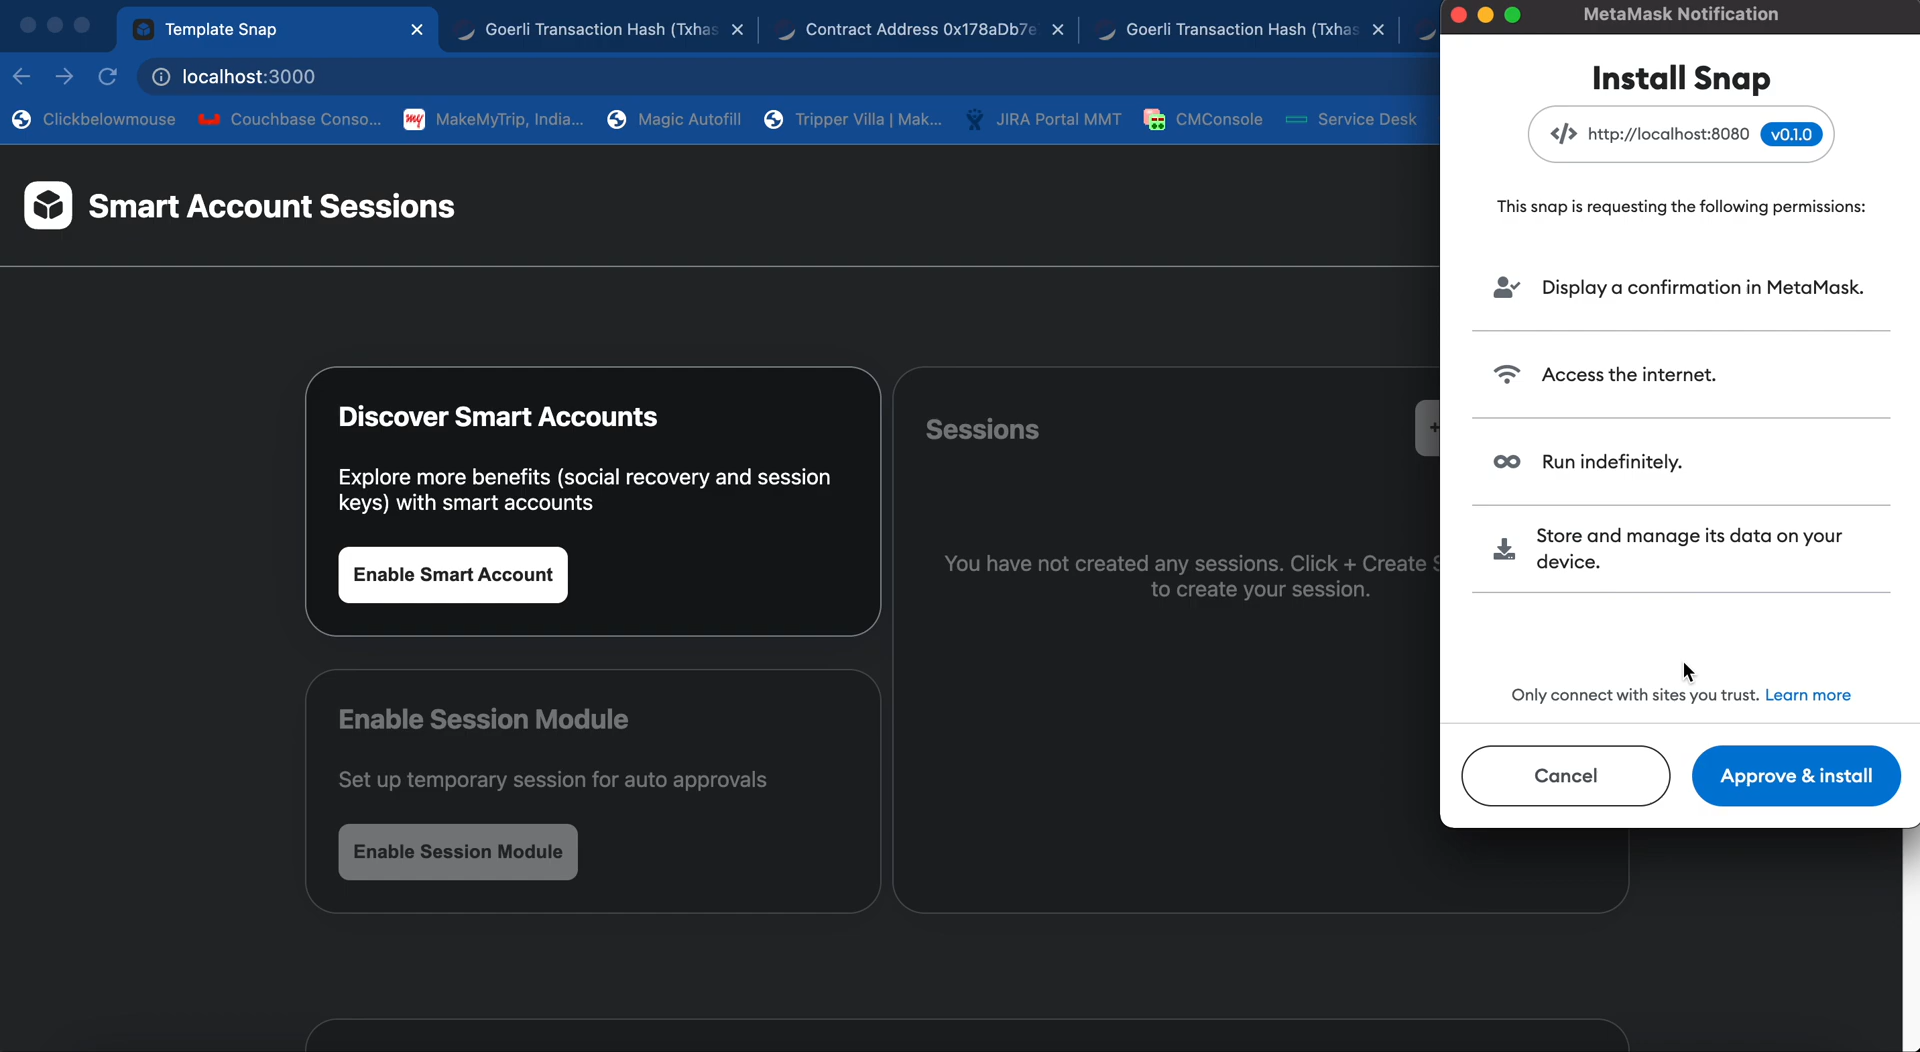 Template Snap
Goerli Transaction Hash (Txhas
Contract Address 0x178aDb7e
Goerli Transaction Hash (Txhas
localhost:3000
Clickbelowmouse
Couchbase Conso...
my MakeMyTrip, India...
Magic Autofill
Tripper Villa | Mak...
JIRA Portal MMT
CMConsole
Service Desk
Smart Account Sessions
Discover Smart Accounts
Explore more benefits (social recovery and session
keys) with smart accounts
Enable Smart Account
Enable Session Module
Set up temporary session for auto approvals
Enable Session Module
Sessions
+
You have not created any sessions. Click + Create S
to create your session.
MetaMask Notification
Install Snap
http://localhost:8080 v0.1.0
This snap is requesting the following permissions:
Display a confirmation in MetaMask.
Access the internet.
Run indefinitely.
Store and manage its data on your
device.
Only connect with sites you trust. Learn more
Cancel
Approve & install